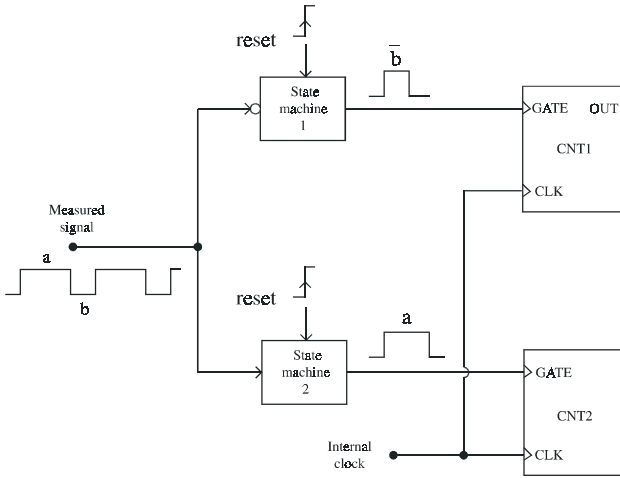 reset
b̅
State
machine
1
GATE OUT
CNT1
CLK
Measured
signal
a
b
reset
a
State
machine
2
GATE
CNT2
Internal
clock
CLK